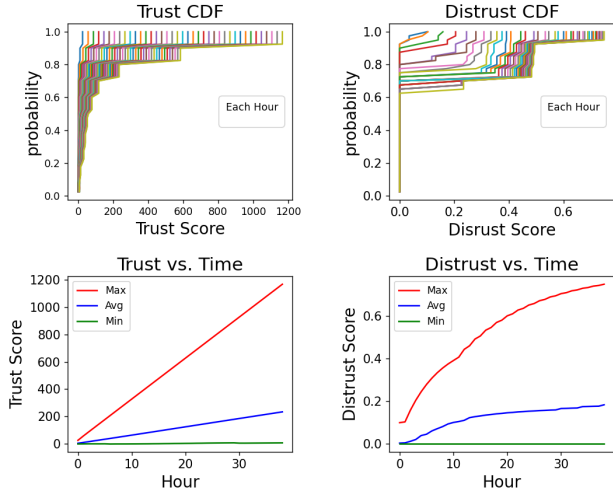 Trust CDF
1.0
0.8
0.6
0.4
0.2
0.0
probability
Each Hour
0
200
400
600
800
1000
1200
Trust Score
Distrust CDF
1.0
0.8
0.6
0.4
0.2
0.0
probability
Each Hour
0.0
0.2
0.4
0.6
Disrust Score
Trust vs. Time
1200
1000
800
600
400
200
0
Trust Score
Max
Avg
Min
0
10
20
30
Hour
Distrust vs. Time
0.6
0.4
0.2
0.0
Distrust Score
Max
Avg
Min
0
10
20
30
Hour